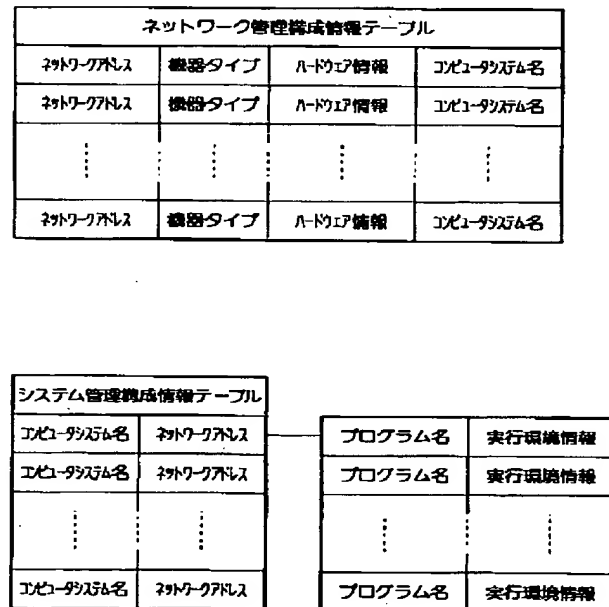 ネットワーク管理構成情報テーブル
ネットワークアドレス 機器タイプ ハードウェア情報 コンピュータシステム名
ネットワークアドレス 機器タイプ ハードウェア情報 コンピュータシステム名
ネットワークアドレス 機器タイプ ハードウェア情報 コンピュータシステム名
システム管理構成情報テーブル
コンピュータシステム名 ネットワークアドレス プログラム名 実行環境情報
コンピュータシステム名 ネットワークアドレス プログラム名 実行環境情報
コンピュータシステム名 ネットワークアドレス プログラム名 実行環境情報